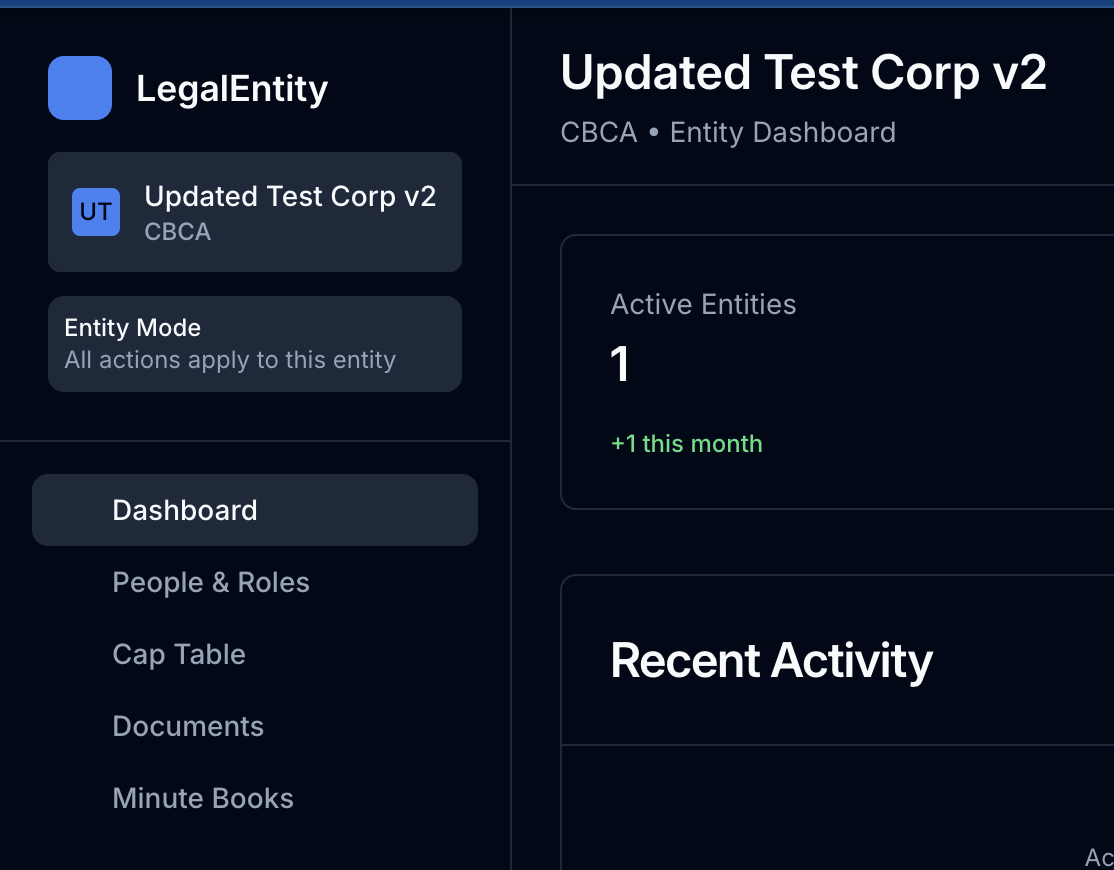 LegalEntity
UT
Updated Test Corp v2
CBCA
Entity Mode
All actions apply to this entity
Dashboard
People & Roles
Cap Table
Documents
Minute Books
Updated Test Corp v2
CBCA • Entity Dashboard
Active Entities
1
+1 this month
Recent Activity
Ac